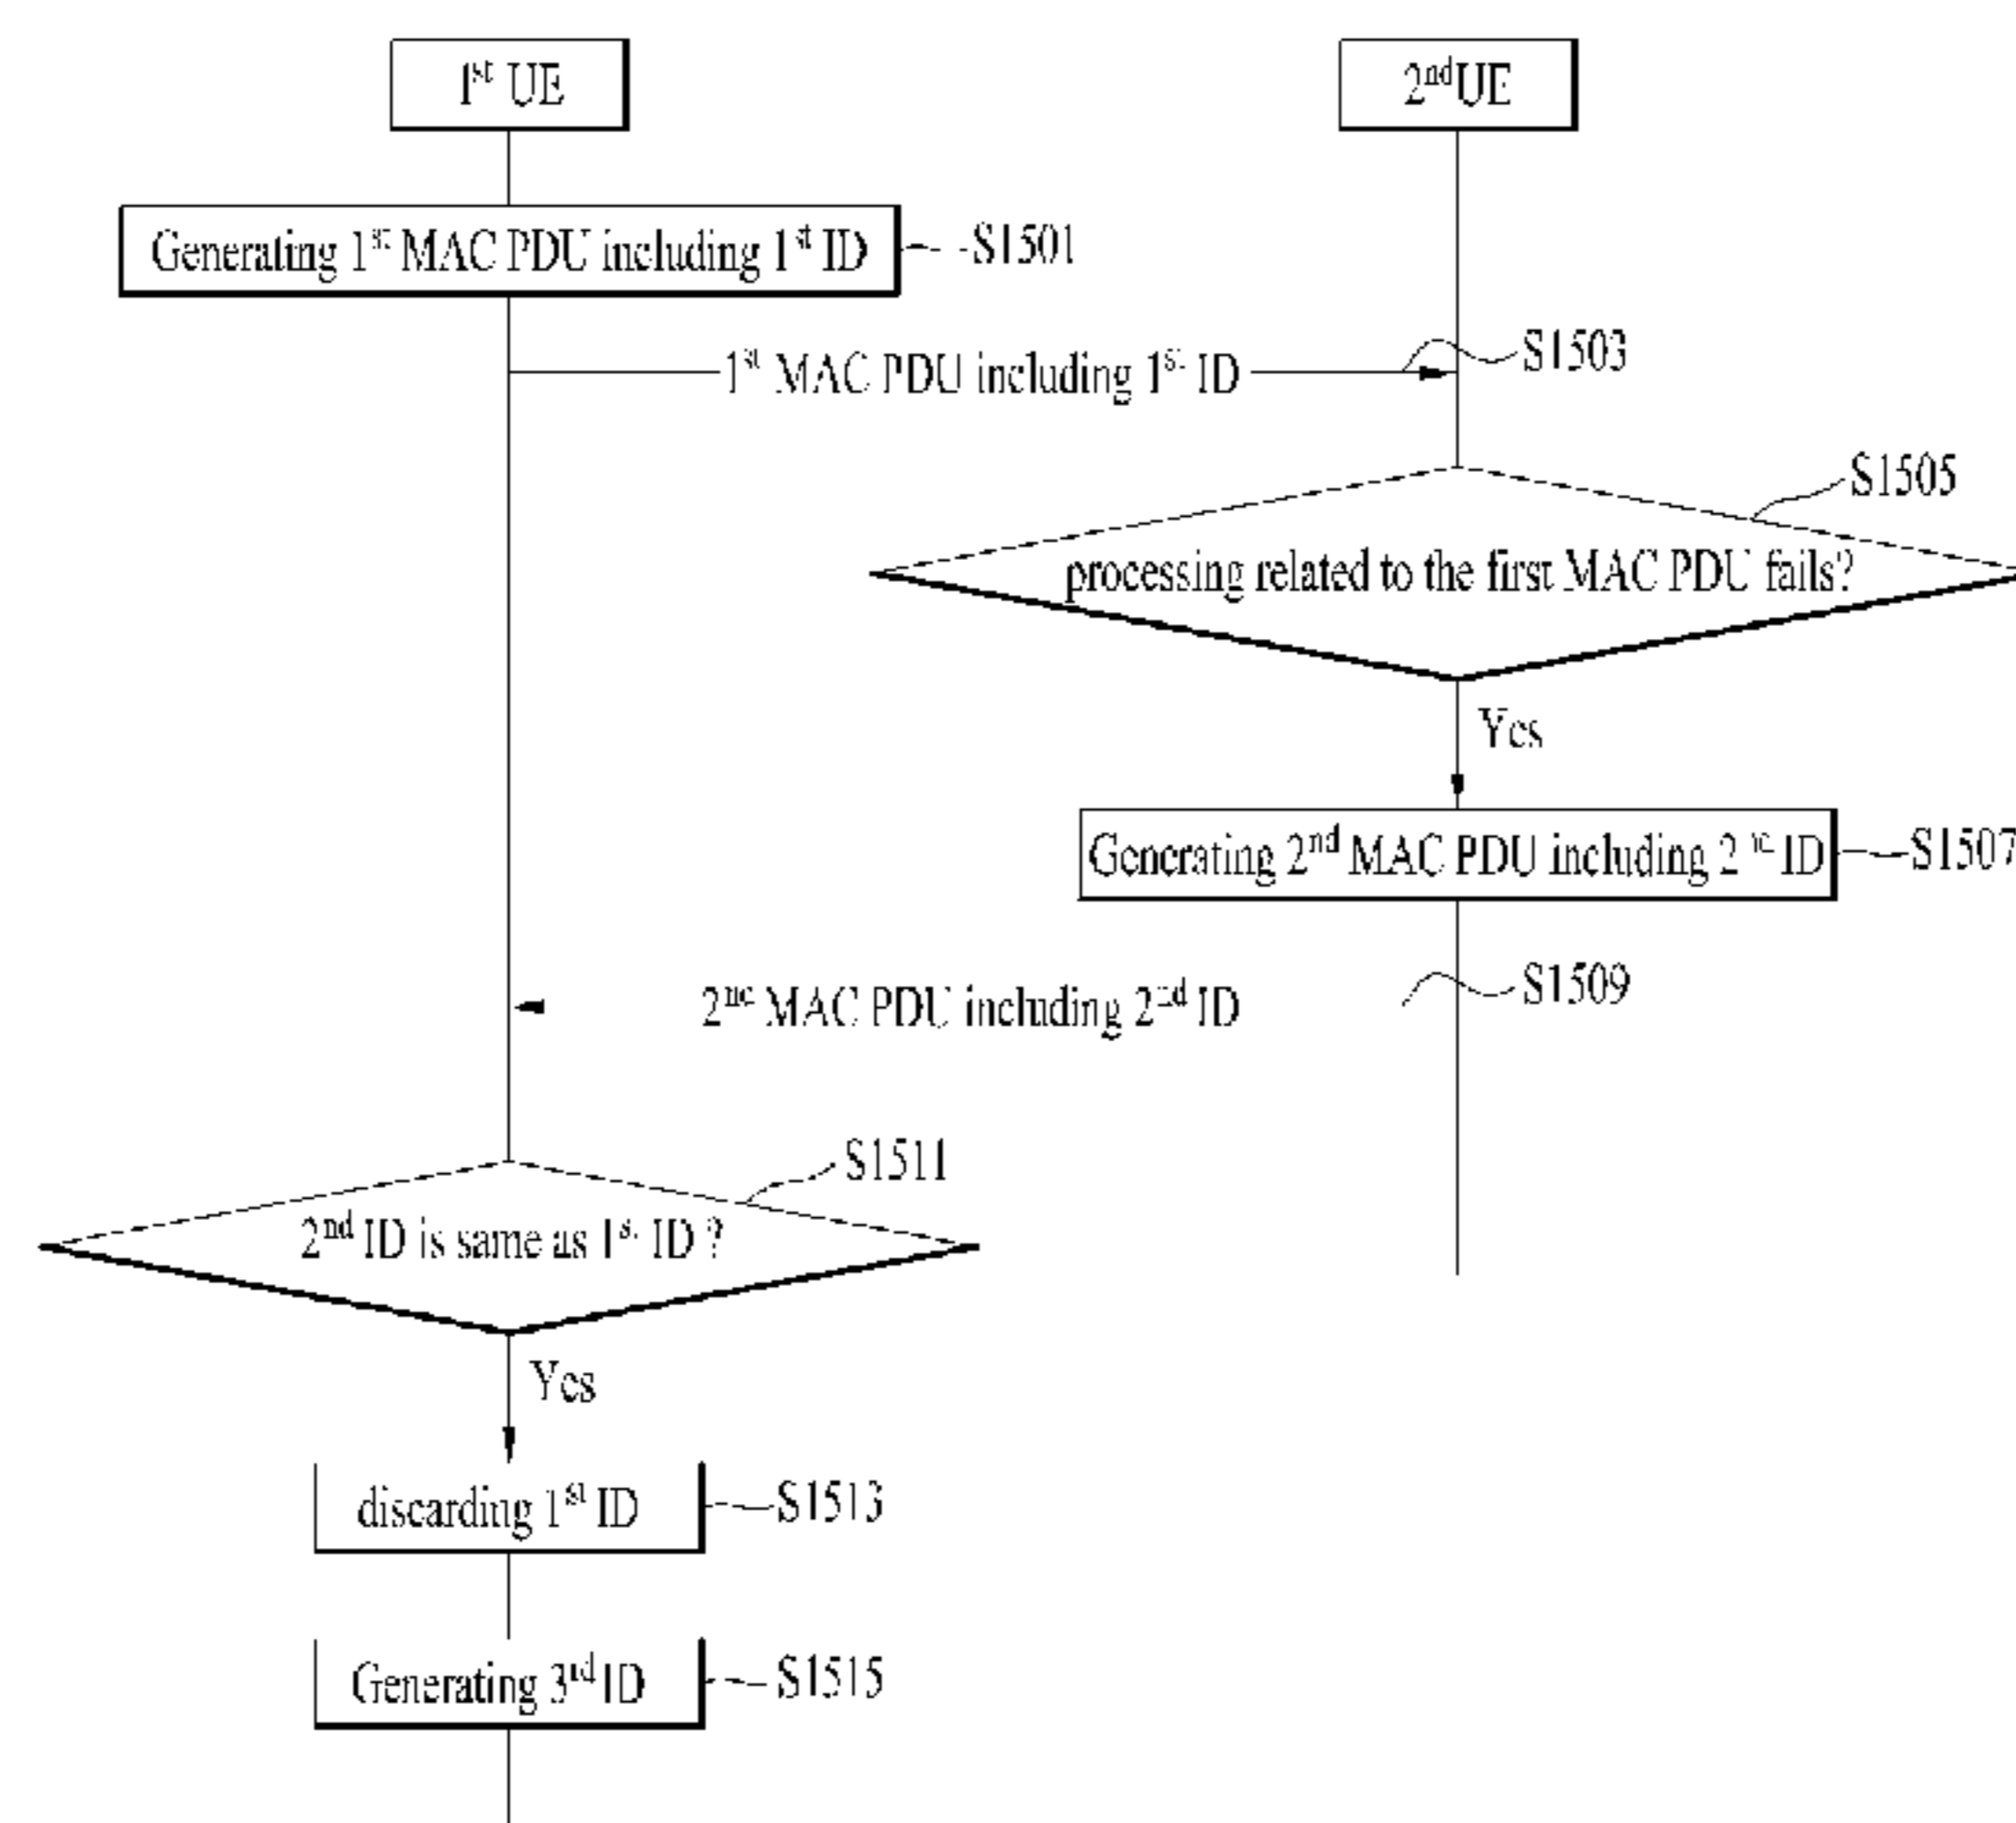 1st UE
2nd UE
Generating 1st MAC PDU including 1st ID
S1501
1st MAC PDU including 1st ID
S1503
S1505
processing related to the first MAC PDU fails?
Yes
Generating 2nd MAC PDU including 2nd ID
S1507
2nd MAC PDU including 2nd ID
S1509
S1511
2nd ID is same as 1st ID ?
Yes
discarding 1st ID
S1513
Generating 3rd ID
S1515